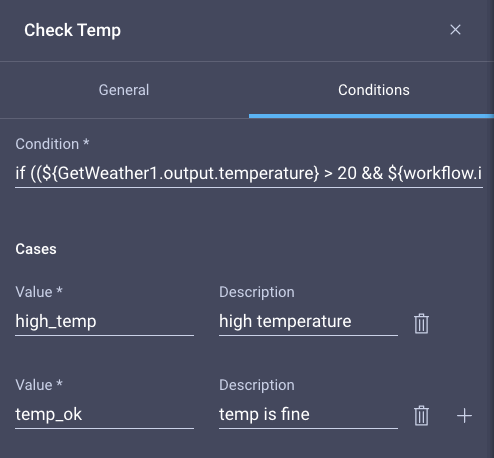 Check Temp
General Conditions
Condition *
if ((${GetWeather1.output.temperature} > 20 && ${workflow.i
Cases
Value * Description
high_temp high temperature
Value * Description
temp_ok temp is fine